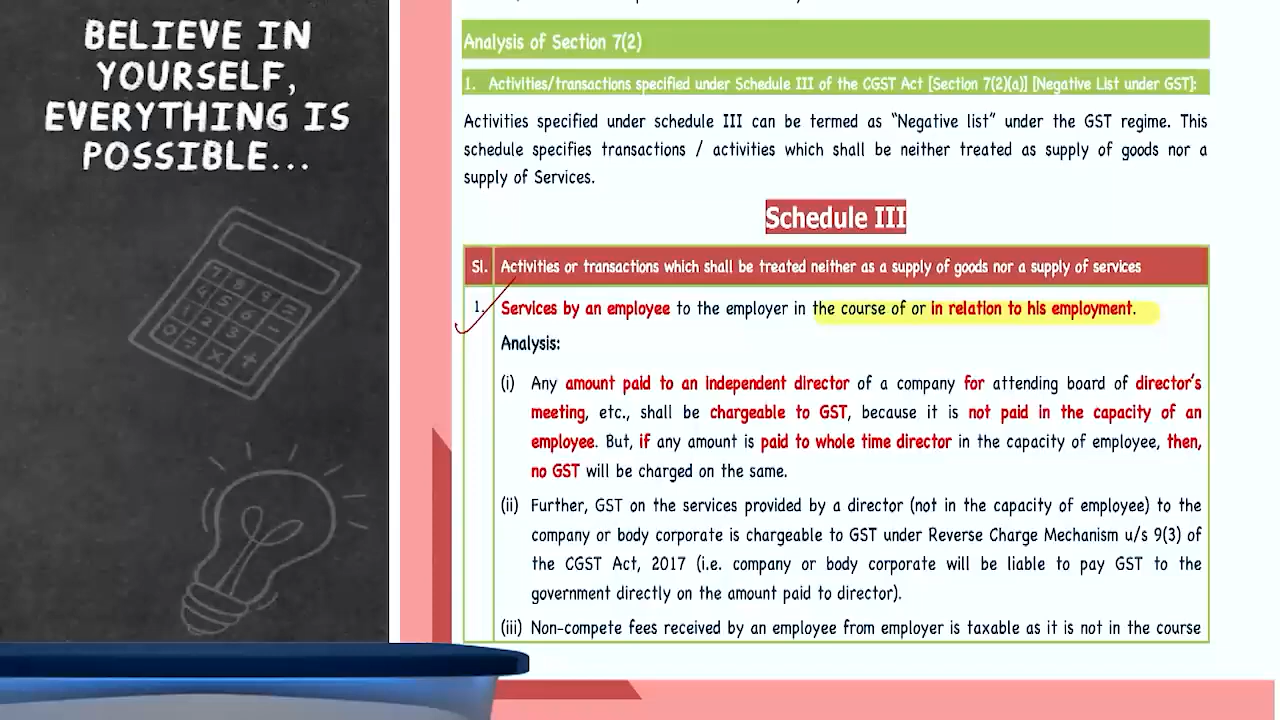 BELIEVE IN
YOURSELF,
EVERYTHING IS
POSSIBLE...
7 8 9 2
4 5 6 -
1 2 3
0 ÷ × +
Analysis of Section 7(2)
1. Activities/transactions specified under Schedule III of the CGST Act [Section 7(2)(a)] [Negative List under GST]:
Activities specified under schedule III can be termed as “Negative list” under the GST regime. This
schedule specifies transactions / activities which shall be neither treated as supply of goods nor a
supply of Services.
Schedule III
Sl. Activities or transactions which shall be treated neither as a supply of goods nor a supply of services
1. Services by an employee to the employer in the course of or in relation to his employment.
Analysis:
(i) Any amount paid to an independent director of a company for attending board of director’s
meeting, etc., shall be chargeable to GST, because it is not paid in the capacity of an
employee. But, if any amount is paid to whole time director in the capacity of employee, then,
no GST will be charged on the same.
(ii) Further, GST on the services provided by a director (not in the capacity of employee) to the
company or body corporate is chargeable to GST under Reverse Charge Mechanism u/s 9(3) of
the CGST Act, 2017 (i.e. company or body corporate will be liable to pay GST to the
government directly on the amount paid to director).
(iii) Non-compete fees received by an employee from employer is taxable as it is not in the course